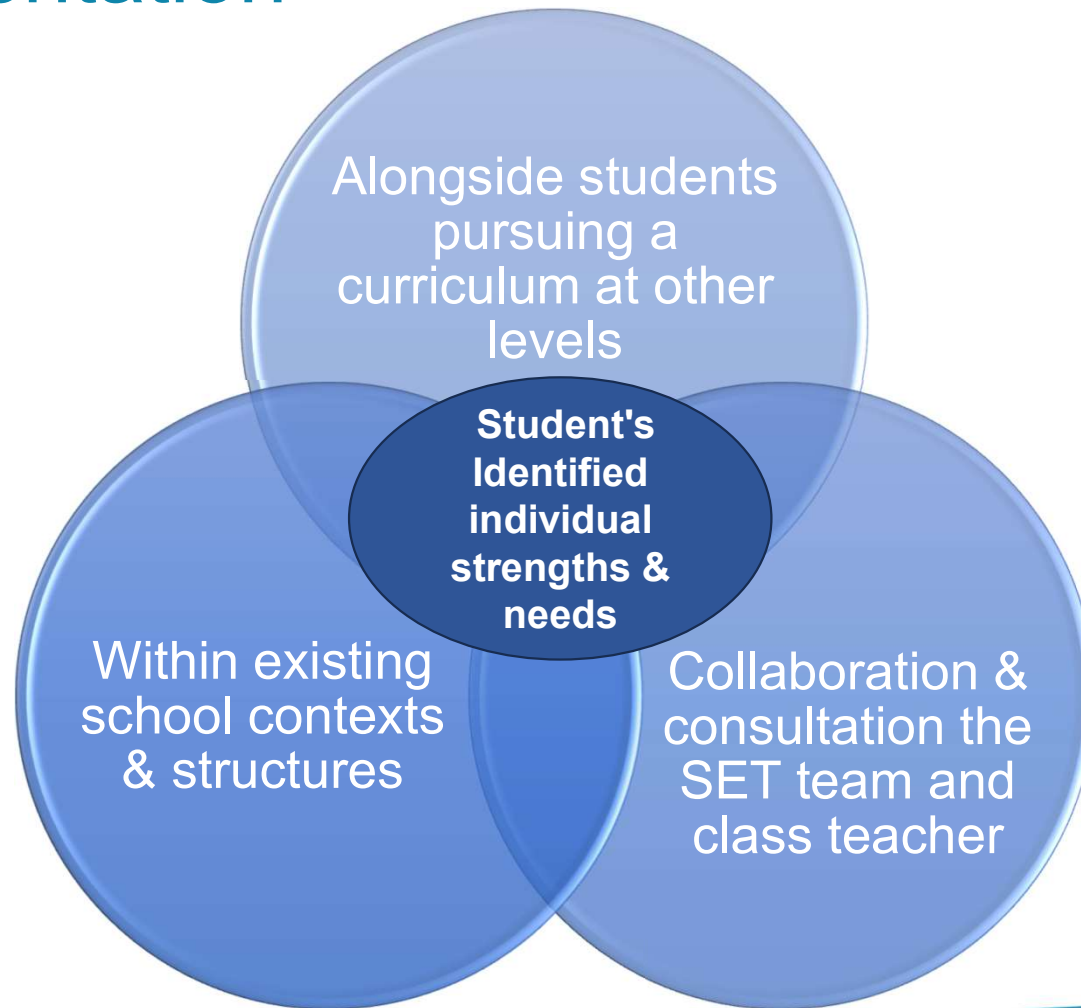 Alongside students
pursuing a
curriculum at other
levels
Student's
Identified
individual
strengths &
needs
Within existing
school contexts
& structures
Collaboration &
consultation the
SET team and
class teacher